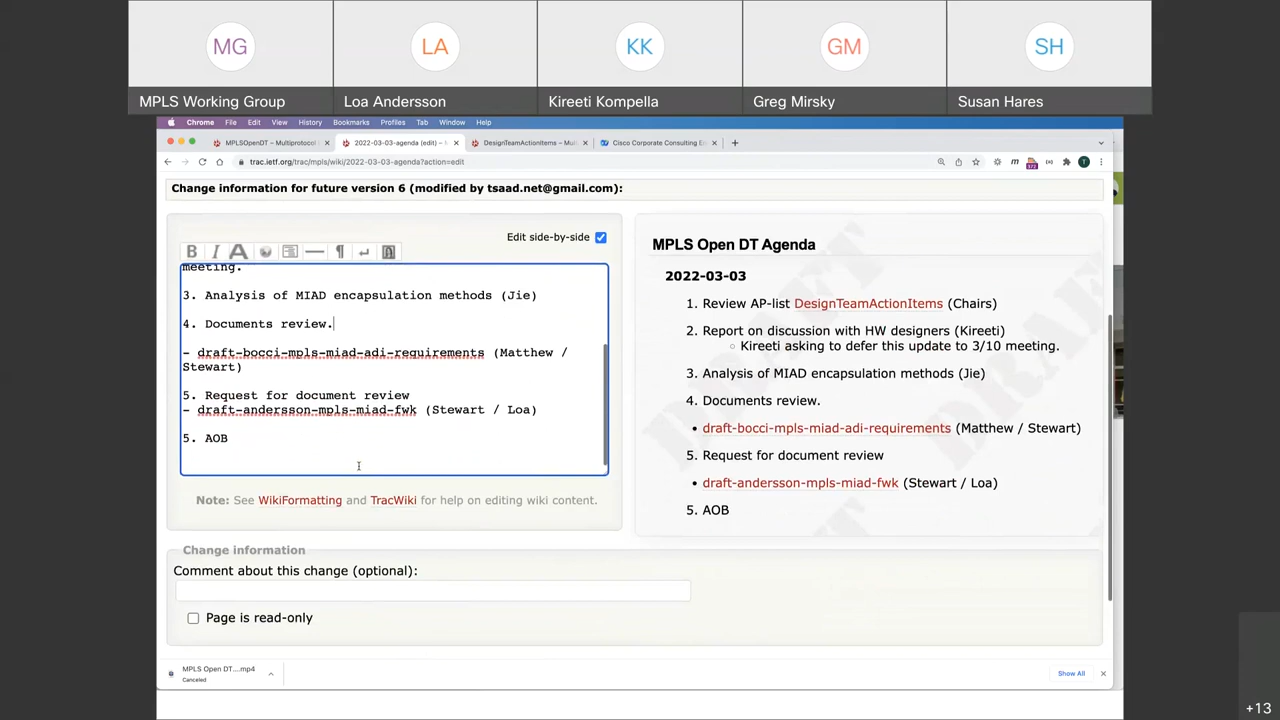 MG
LA
KK
GM
SH
MPLS Working Group
Loa Andersson
Kireeti Kompella
Greg Mirsky
Susan Hares
Chrome File Edit View History Bookmarks Profiles Tab Window Help
MPLSOpenDT – Multiprotocol
2022-03-03-agenda (edit) –
DesignTeamActionItems – Mu
Cisco Corporate Consulting E
trac.ietf.org/trac/mpls/wiki/2022-03-03-agenda?action=edit
Change information for future version 6 (modified by tsaad.net@gmail.com):
Edit side-by-side
meeting.
3. Analysis of MIAD encapsulation methods (Jie)
4. Documents review.
- draft-bocci-mpls-miad-adi-requirements (Matthew /
Stewart)
5. Request for document review
- draft-andersson-mpls-miad-fwk (Stewart / Loa)
5. AOB
Note: See WikiFormatting and TracWiki for help on editing wiki content.
MPLS Open DT Agenda
2022-03-03
1. Review AP-list DesignTeamActionItems (Chairs)
2. Report on discussion with HW designers (Kireeti)
Kireeti asking to defer this update to 3/10 meeting.
3. Analysis of MIAD encapsulation methods (Jie)
4. Documents review.
• draft-bocci-mpls-miad-adi-requirements (Matthew / Stewart)
5. Request for document review
• draft-andersson-mpls-miad-fwk (Stewart / Loa)
5. AOB
DRAFT
Change information
Comment about this change (optional):
Page is read-only
MPLS Open DT....mp4
Canceled
Show All
+13